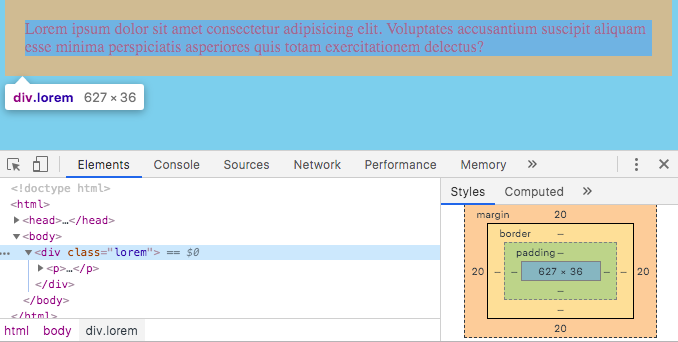 Lorem ipsum dolor sit amet consectetur adipisicing elit. Voluptates accusantium suscipit aliquam
esse minima perspiciatis asperiores quis totam exercitationem delectus?
div.lorem 627 × 36
Elements Console Sources Network Performance Memory »
<!doctype html>
<html>
▶<head>…</head>
▼<body>
… ▼<div class="lorem"> == $0
▶<p>…</p>
</div>
</body>
</html>
html body div.lorem
Styles Computed »
margin 20
border –
padding –
20 – – 627 × 36 – – 20
–
–
20